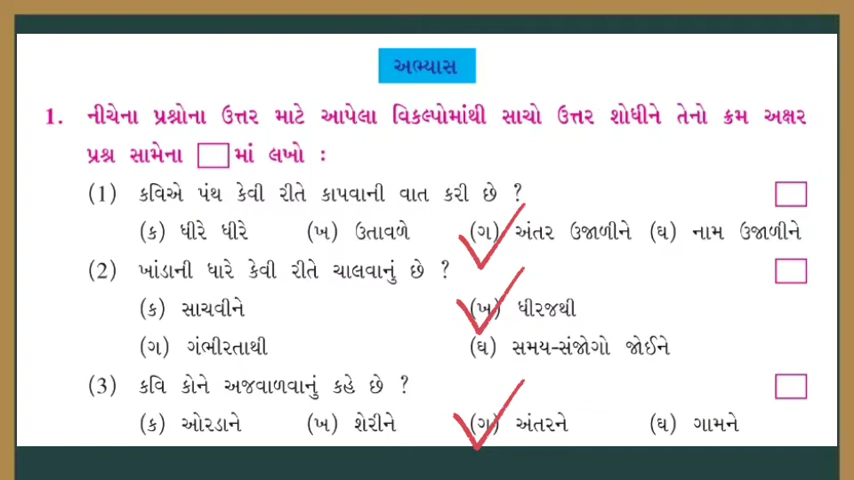 અભ્યાસ
1. નીચેના પ્રશ્નોના ઉત્તર માટે આપેલા વિકલ્પોમાંથી સાચો ઉત્તર શોધીને તેનો ક્રમ અક્ષર
પ્રશ્ન સામેના માં લખો :
(1) કવિએ પંથ કેવી રીતે કાપવાની વાત કરી છે ?
(ક) ધીરે ધીરે (ખ) ઉતાવળે (ગ) અંતર ઉજાળીને (ઘ) નામ ઉજાળીને
(2) ખાંડાની ધારે કેવી રીતે ચાલવાનું છે ?
(ક) સાચવીને (ખ) ધીરજથી
(ગ) ગંભીરતાથી (ઘ) સમય-સંજોગો જોઈને
(3) કવિ કોને અજવાળવાનું કહે છે ?
(ક) ઓરડાને (ખ) શેરીને (ગ) અંતરને (ઘ) ગામને